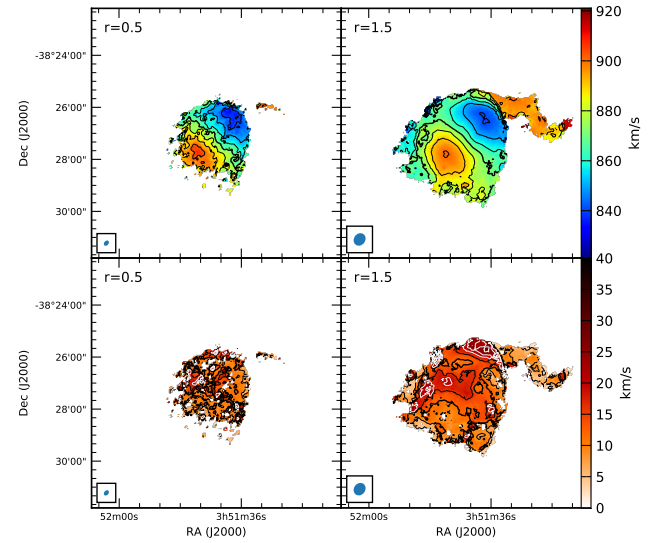 r=0.5
r=1.5
920
900
880
860
840
km/s
-38°24'00"
26'00"
28'00"
30'00"
Dec (J2000)
r=0.5
r=1.5
40
35
30
25
20
15
10
5
0
km/s
-38°24'00"
26'00"
28'00"
30'00"
Dec (J2000)
52m00s
3h51m36s
52m00s
3h51m36s
RA (J2000)
RA (J2000)